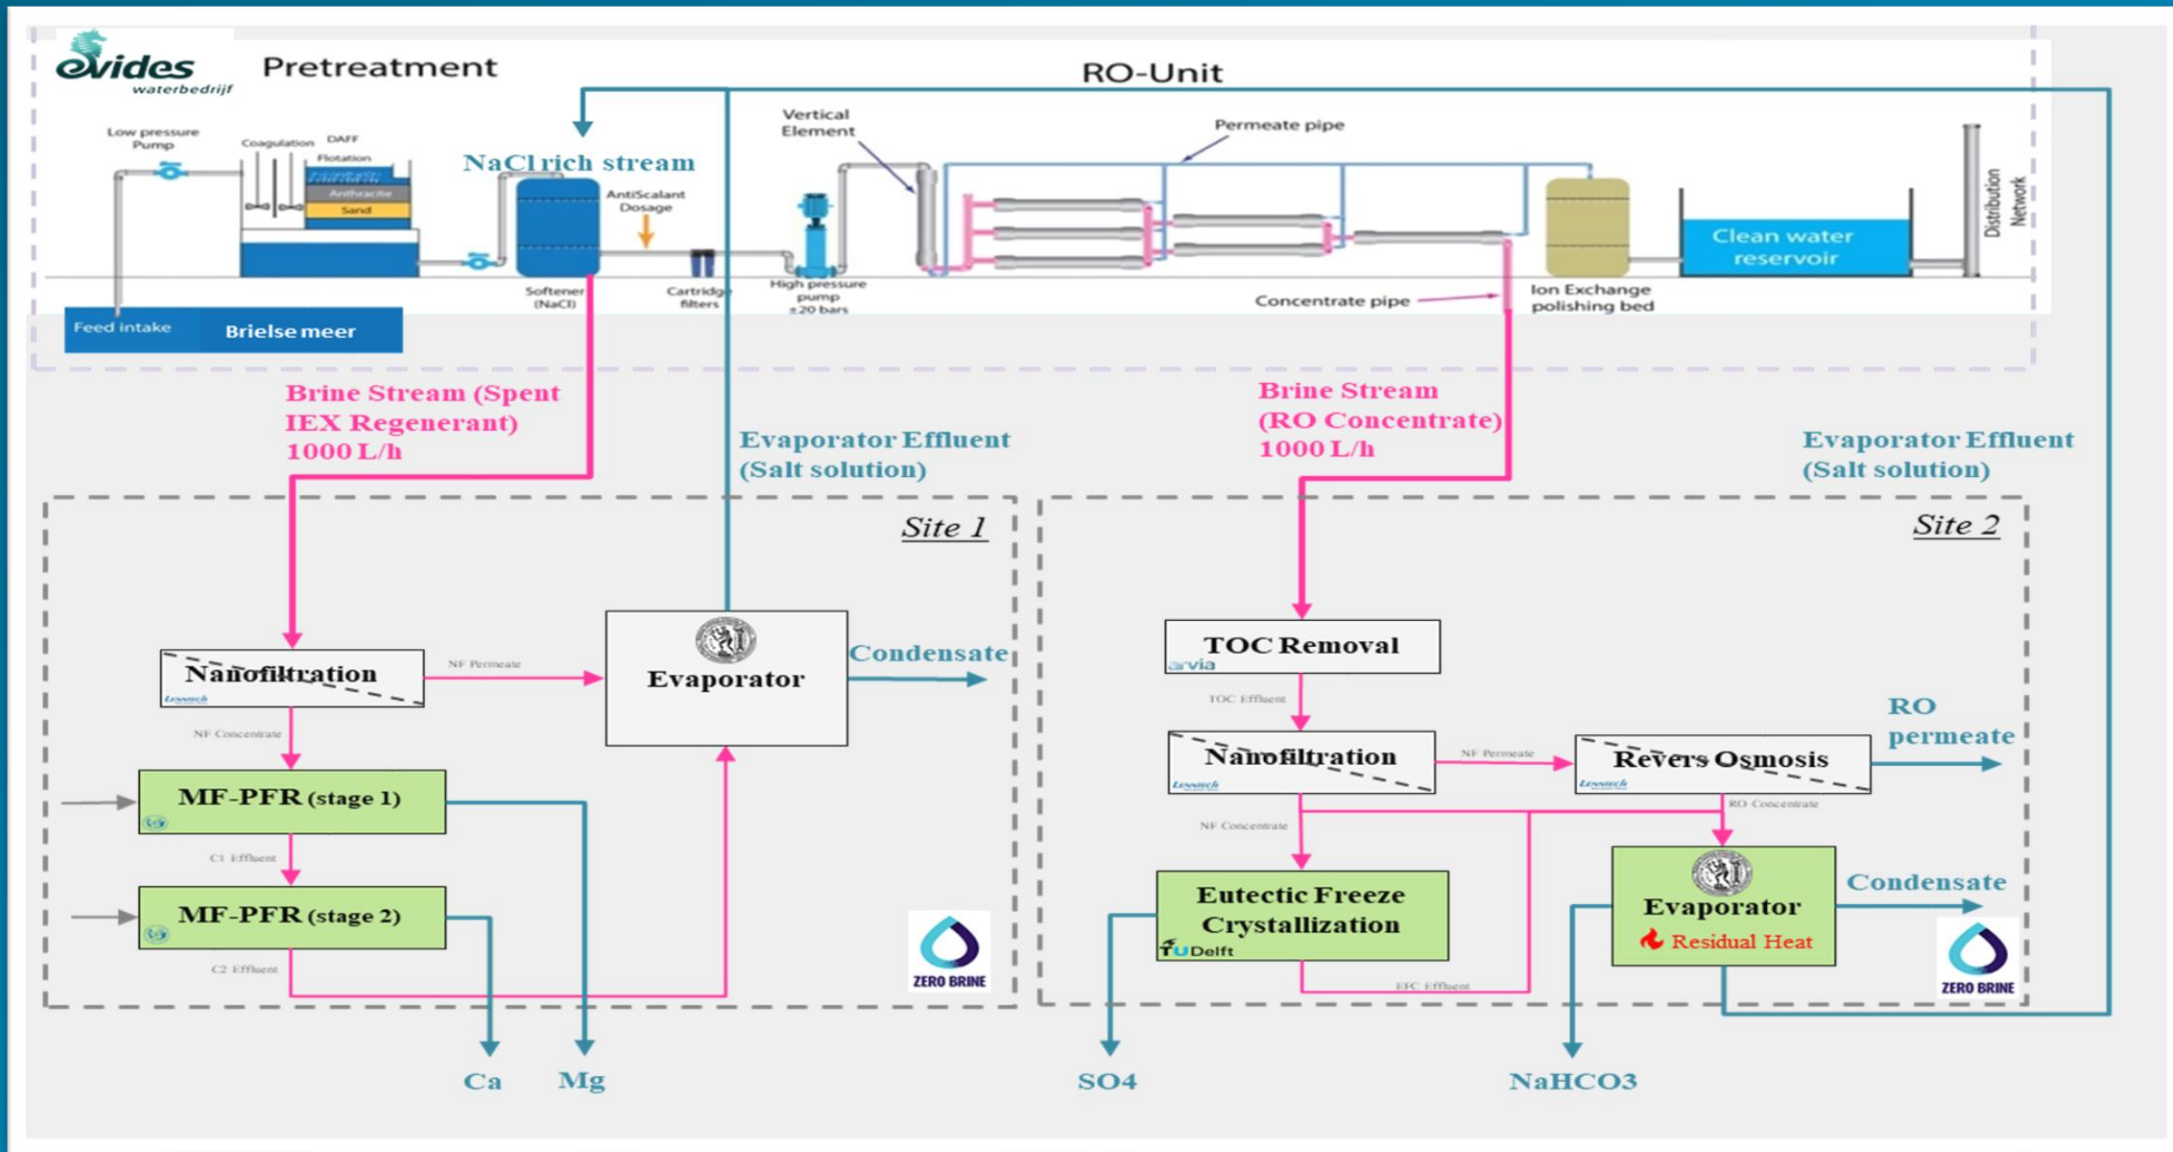 evides
waterbedrijf
Pretreatment
RO-Unit
Low pressure
Pump
Coagulation
DAFF
Flotation
Anthracite
Sand
NaCl rich stream
AntiScalant
Dosage
Vertical
Element
Permeate pipe
Distribution
Network
Clean water
reservoir
Softener
(NaCl)
Cartridge
filters
High pressure
pump
±20 bars
Concentrate pipe
Ion Exchange
polishing bed
Feed intake
Brielse meer
Brine Stream (Spent
IEX Regenerant)
1000 L/h
Evaporator Effluent
(Salt solution)
Brine Stream
(RO Concentrate)
1000 L/h
Evaporator Effluent
(Salt solution)
Site 1
Nanofiltration
Lenntech
NF Permeate
Evaporator
Condensate
NF Concentrate
MF-PFR (stage 1)
C1 Effluent
MF-PFR (stage 2)
C2 Effluent
ZERO BRINE
Ca
Mg
Site 2
TOC Removal
arvia
TOC Effluent
Nanofiltration
Lenntech
NF Permeate
Revers Osmosis
Lenntech
RO
permeate
RO Concentrate
NF Concentrate
Eutectic Freeze
Crystallization
TU Delft
EFC Effluent
Evaporator
Residual Heat
Condensate
ZERO BRINE
SO4
NaHCO3